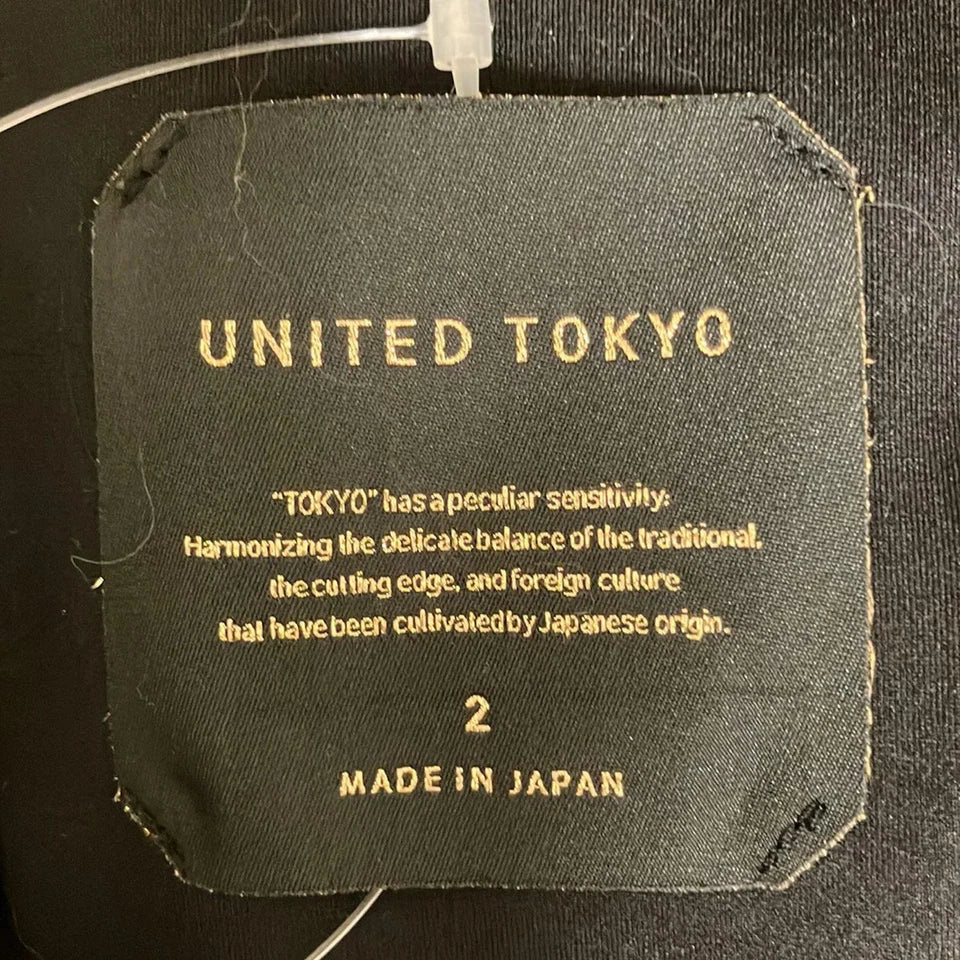 UNITED TOKYO
"TOKYO" has a peculiar sensitivity:
Harmonizing the delicate balance of the traditional,
the cutting edge, and foreign culture
that have been cultivated by Japanese origin.
2
MADE IN JAPAN